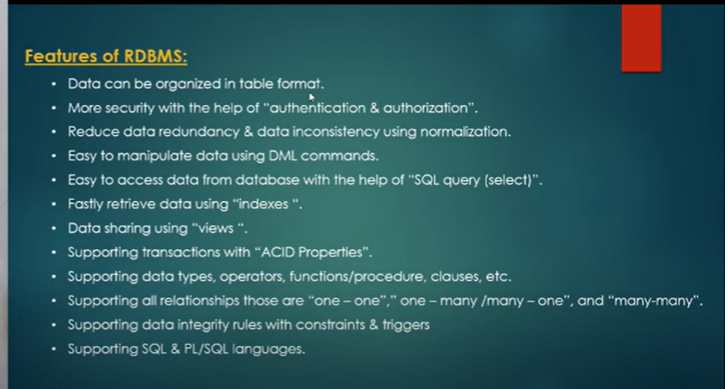 Features of RDBMS:
• Data can be organized in table format.
• More security with the help of “authentication & authorization”.
• Reduce data redundancy & data inconsistency using normalization.
• Easy to manipulate data using DML commands.
• Easy to access data from database with the help of “SQL query (select)”.
• Fastly retrieve data using “indexes “.
• Data sharing using “views “.
• Supporting transactions with “ACID Properties”.
• Supporting data types, operators, functions/procedure, clauses, etc.
• Supporting all relationships those are “one – one”,” one – many /many – one”, and “many-many”.
• Supporting data integrity rules with constraints & triggers
• Supporting SQL & PL/SQL languages.